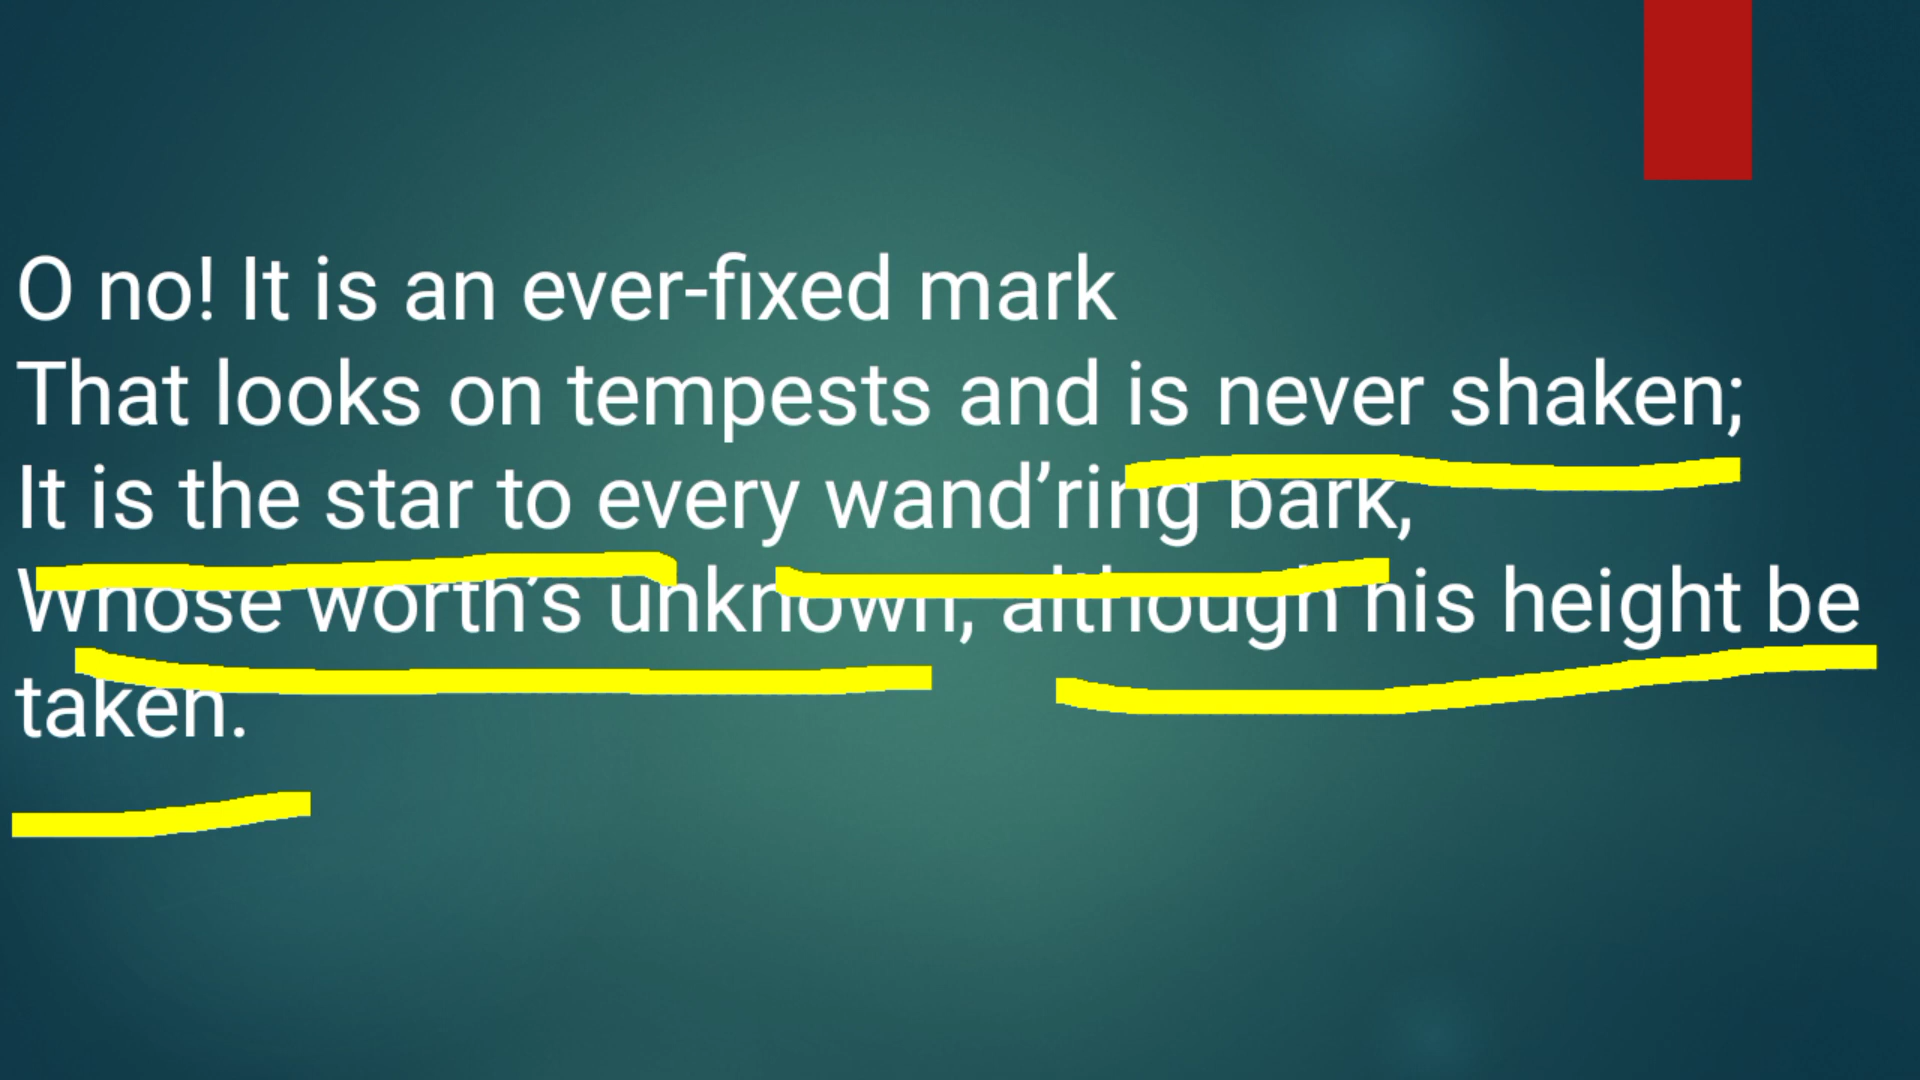 O no! It is an ever-fixed mark
That looks on tempests and is never shaken;
It is the star to every wand’ring bark,
Whose worth’s unknown, although his height be
taken.